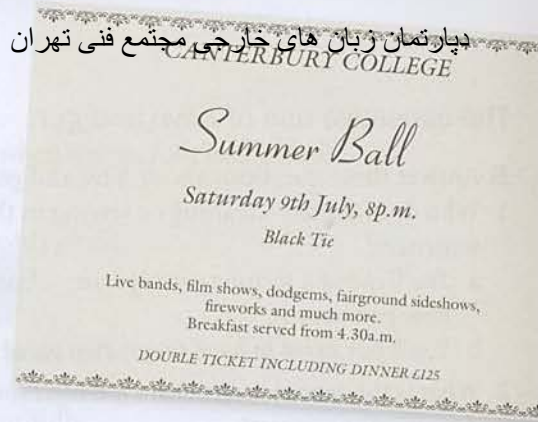 دپارتمان زبان های خارجی مجتمع فنی تهران
CANTERBURY COLLEGE
Summer Ball
Saturday 9th July, 8p.m.
Black Tie
Live bands, film shows, dodgems, fairground sideshows,
fireworks and much more.
Breakfast served from 4.30a.m.
DOUBLE TICKET INCLUDING DINNER £125